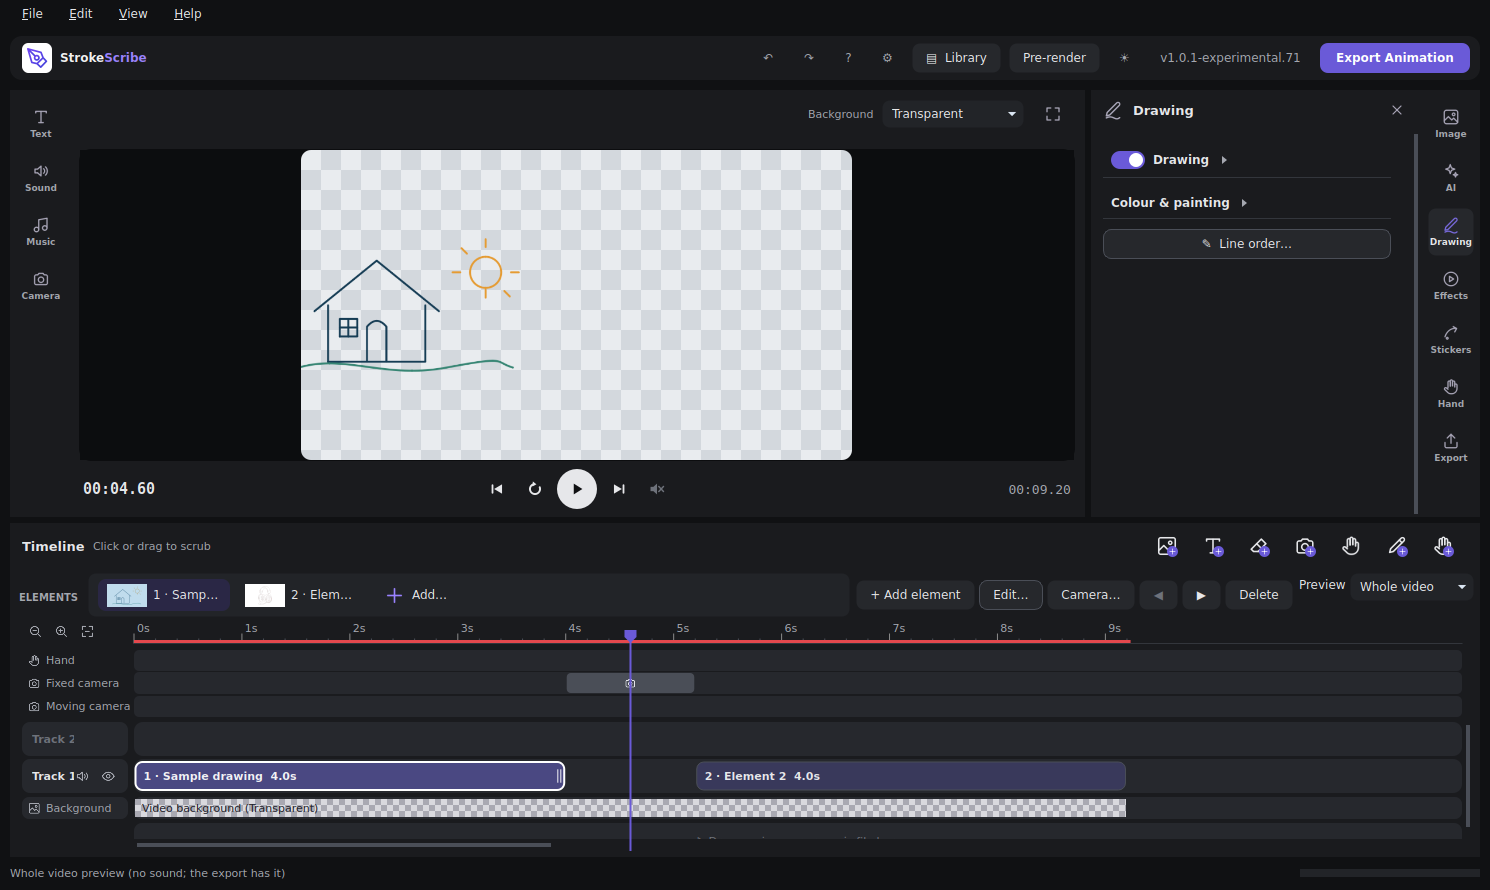 File Edit View Help
StrokeScribe
↶ ↷ ? Library Pre-render v1.0.1-experimental.71 Export Animation
Text
Sound
Music
Camera
Background Transparent
00:04.60
00:09.20
Drawing
Drawing
Colour & painting
Line order...
Image
AI
Drawing
Effects
Stickers
Hand
Export
Timeline Click or drag to scrub
ELEMENTS 1 · Samp... 2 · Elem... Add... + Add element Edit... Camera... Delete Preview Whole video
0s 1s 2s 3s 4s 5s 6s 7s 8s 9s
Hand
Fixed camera
Moving camera
Track 2
Track 1 1 · Sample drawing 4.0s 2 · Element 2 4.0s
Background Video background (Transparent)
Whole video preview (no sound; the export has it)